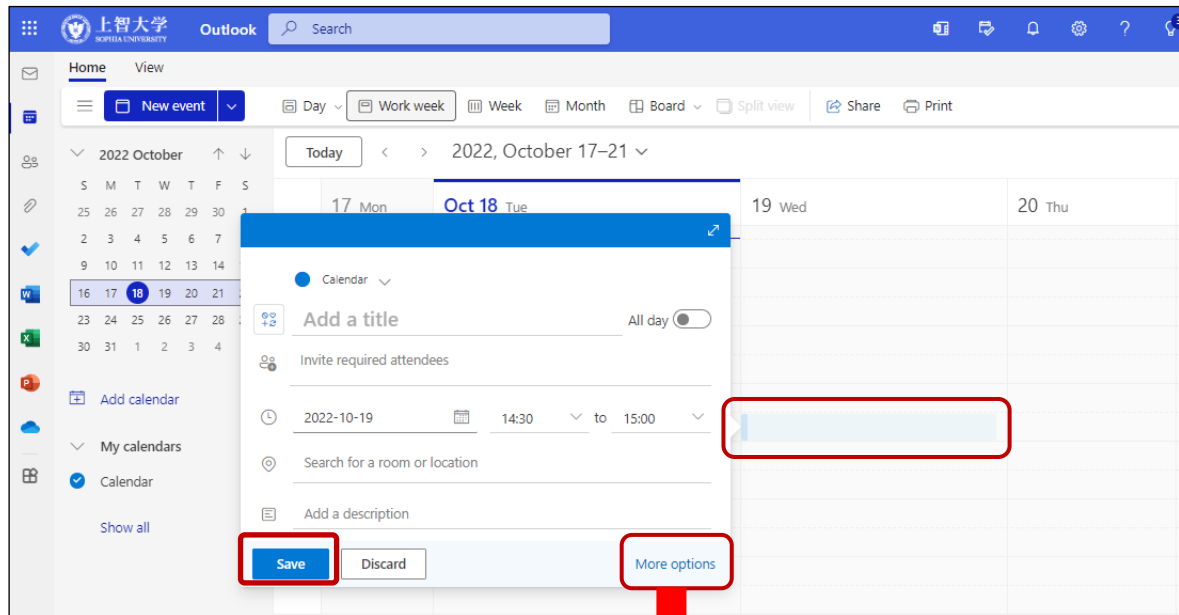 上智大学
SOPHIA UNIVERSITY
Outlook
Search
Home View
New event
Day Work week Week Month Board Split view Share Print
2022 October
Today
2022, October 17–21
S M T W T F S
25 26 27 28 29 30 1
2 3 4 5 6 7
9 10 11 12 13 14
16 17 18 19 20 21
23 24 25 26 27 28
30 31 1 2 3 4
17 Mon
Oct 18 Tue
19 Wed
20 Thu
Add calendar
My calendars
Calendar
Show all
Calendar
Add a title
All day
Invite required attendees
2022-10-19 14:30 to 15:00
Search for a room or location
Add a description
Save Discard More options